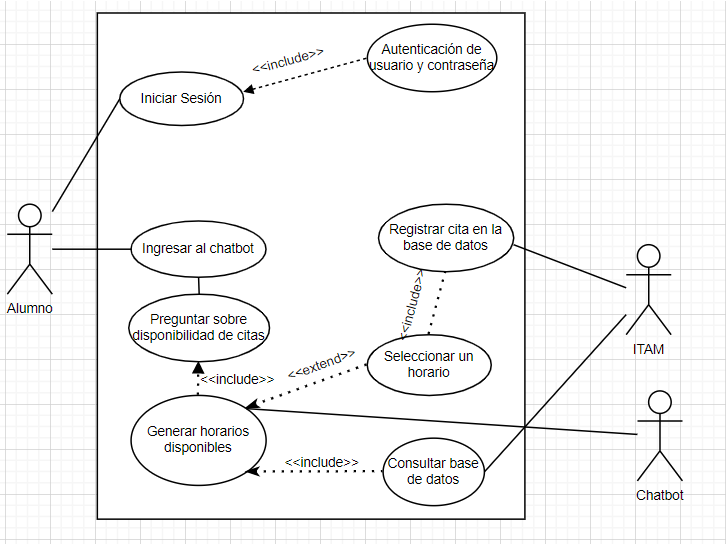 Autenticación de
usuario y contraseña
<<include>>
Iniciar Sesión
Alumno
Ingresar al chatbot
Registrar cita en la
base de datos
ITAM
Preguntar sobre
disponibilidad de citas
<<include>>
<<include>>
<<extend>>
Seleccionar un
horario
Generar horarios
disponibles
<<include>>
Consultar base
de datos
Chatbot